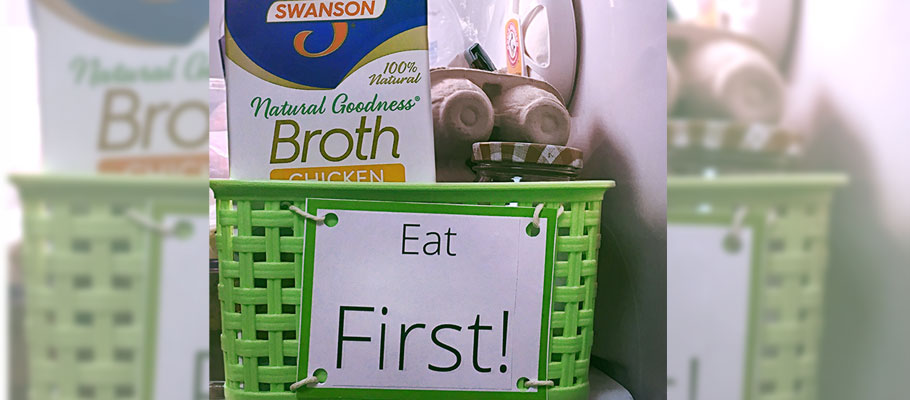 SWANSON
100%
Natural
Natural Goodness®
Broth
CHICKEN
Eat
First!